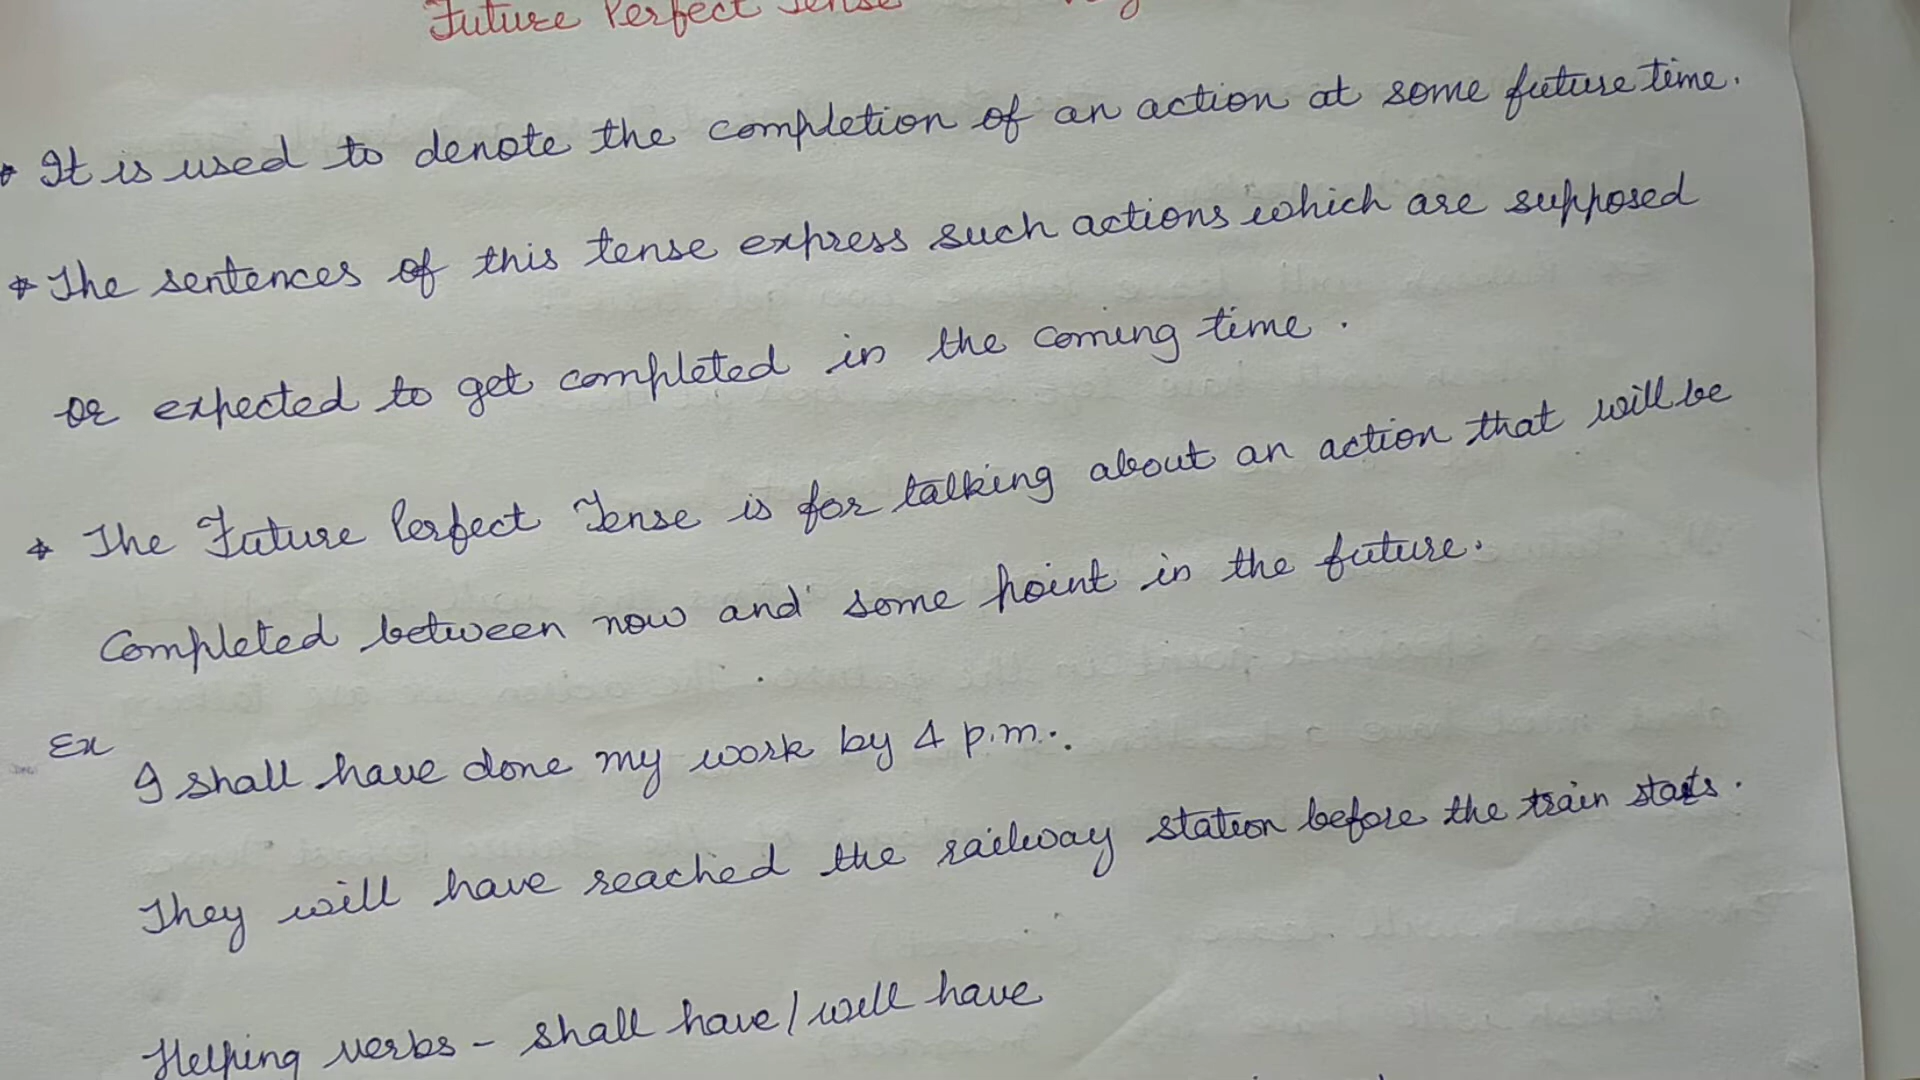 Future Perfect Tense
* It is used to denote the completion of an action at some future time.
* The sentences of this tense express such actions which are supposed
or expected to get completed in the coming time.
* The Future Perfect Tense is for talking about an action that will be
Completed between now and some point in the future.
Ex
I shall have done my work by 4 p.m..
They will have reached the railway station before the train starts.
Helping verbs - shall have / will have